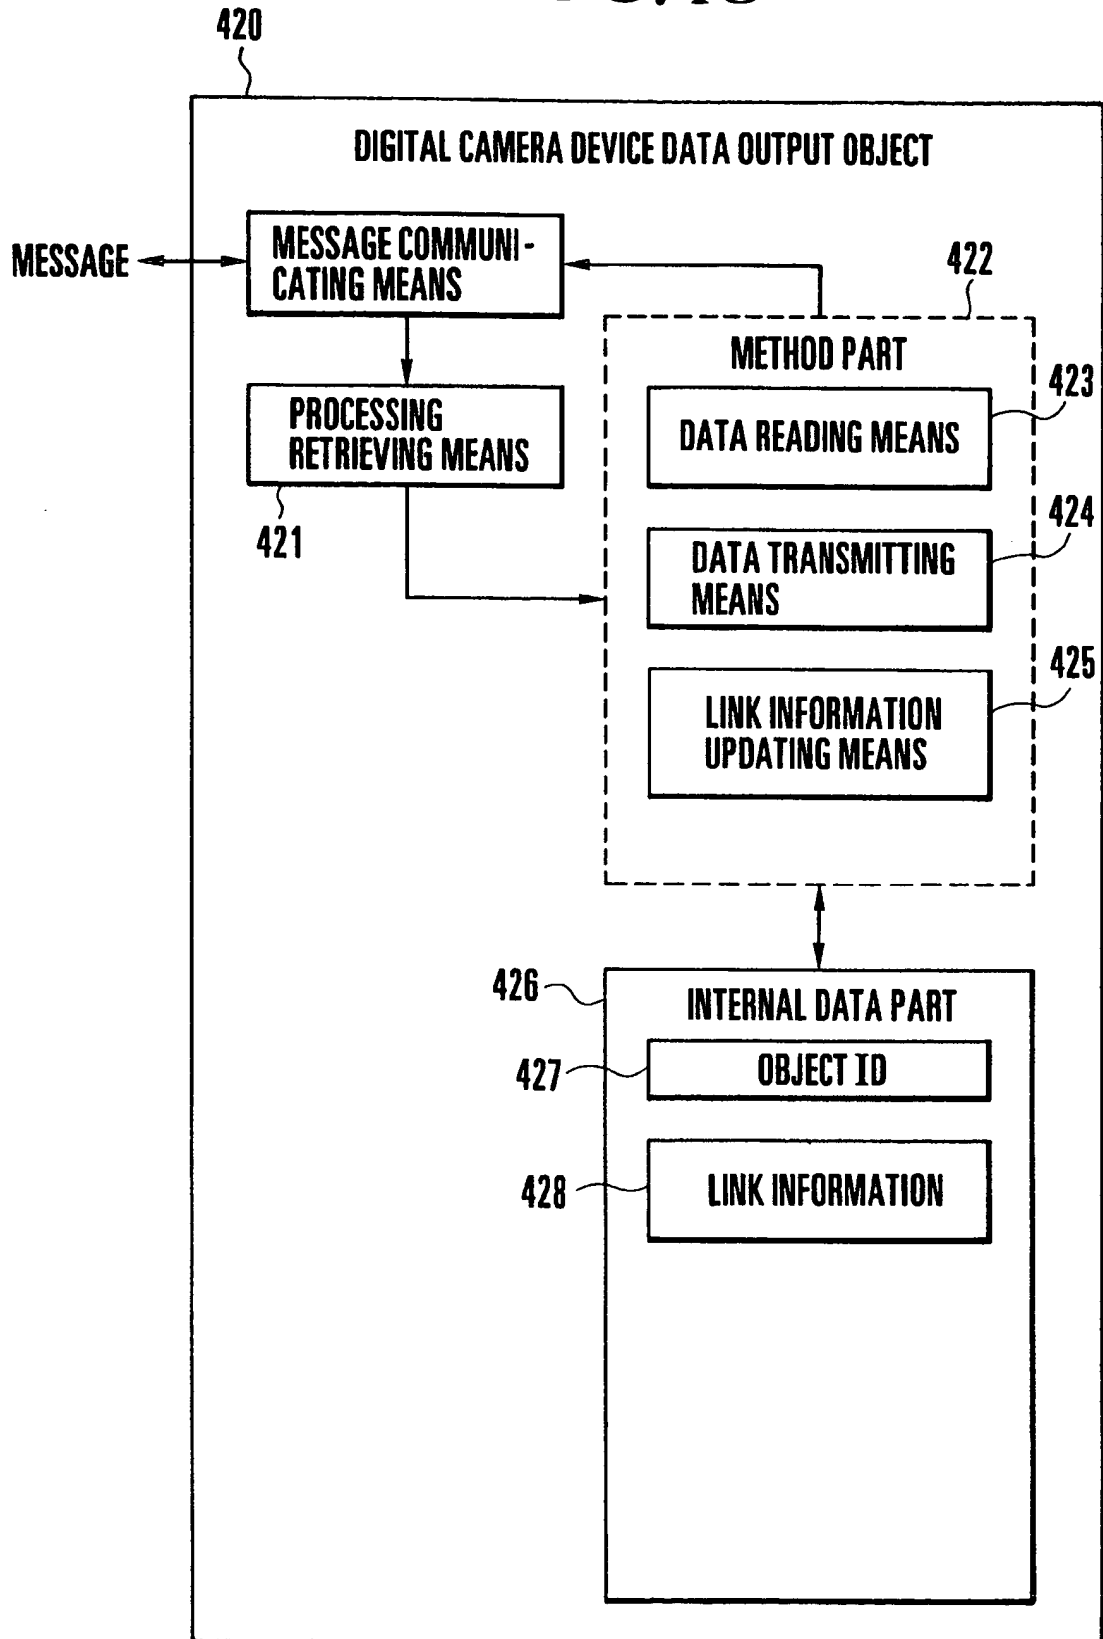 420
DIGITAL CAMERA DEVICE DATA OUTPUT OBJECT
MESSAGE
MESSAGE COMMUNI-
CATING MEANS
422
METHOD PART
PROCESSING
RETRIEVING MEANS
421
423
DATA READING MEANS
424
DATA TRANSMITTING
MEANS
425
LINK INFORMATION
UPDATING MEANS
426
INTERNAL DATA PART
427
OBJECT ID
428
LINK INFORMATION